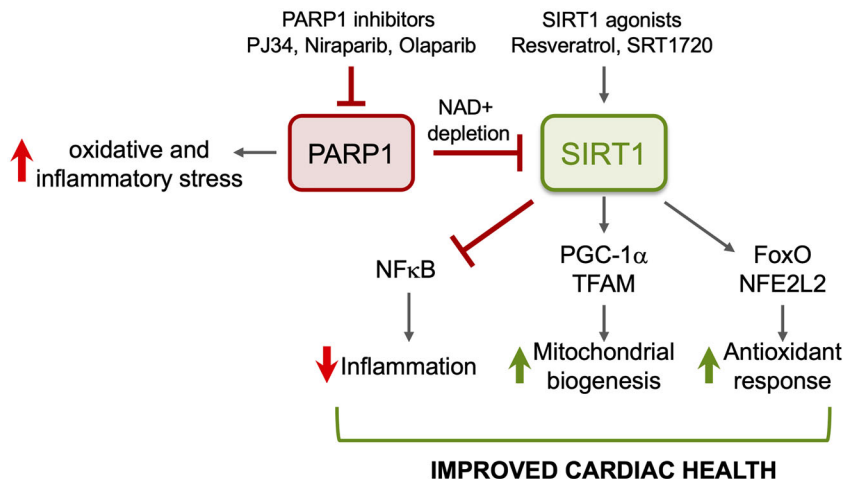 PARP1 inhibitors
PJ34, Niraparib, Olaparib
SIRT1 agonists
Resveratrol, SRT1720
NAD+
depletion
oxidative and
inflammatory stress
PARP1
SIRT1
NFκB
PGC-1α
TFAM
FoxO
NFE2L2
Inflammation
Mitochondrial
biogenesis
Antioxidant
response
IMPROVED CARDIAC HEALTH